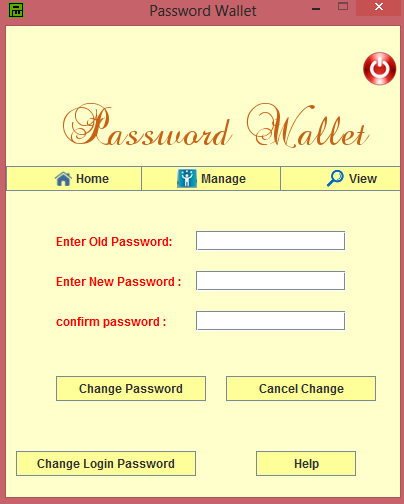 Password Wallet
Password Wallet
Home Manage View
Enter Old Password:
Enter New Password :
confirm password :
Change Password Cancel Change
Change Login Password Help